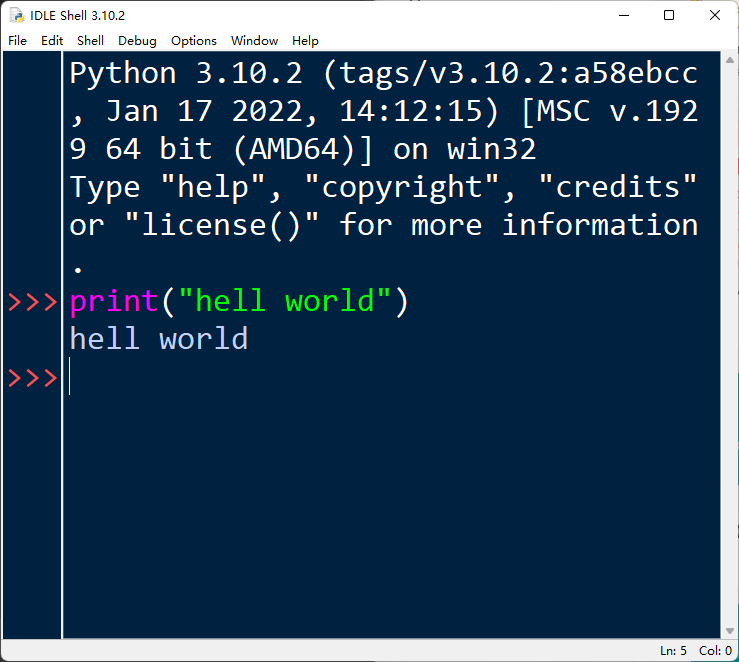 IDLE Shell 3.10.2
File Edit Shell Debug Options Window Help
Python 3.10.2 (tags/v3.10.2:a58ebcc
, Jan 17 2022, 14:12:15) [MSC v.192
9 64 bit (AMD64)] on win32
Type "help", "copyright", "credits"
or "license()" for more information
.
>>> print("hell world")
hell world
>>>
Ln: 5 Col: 0